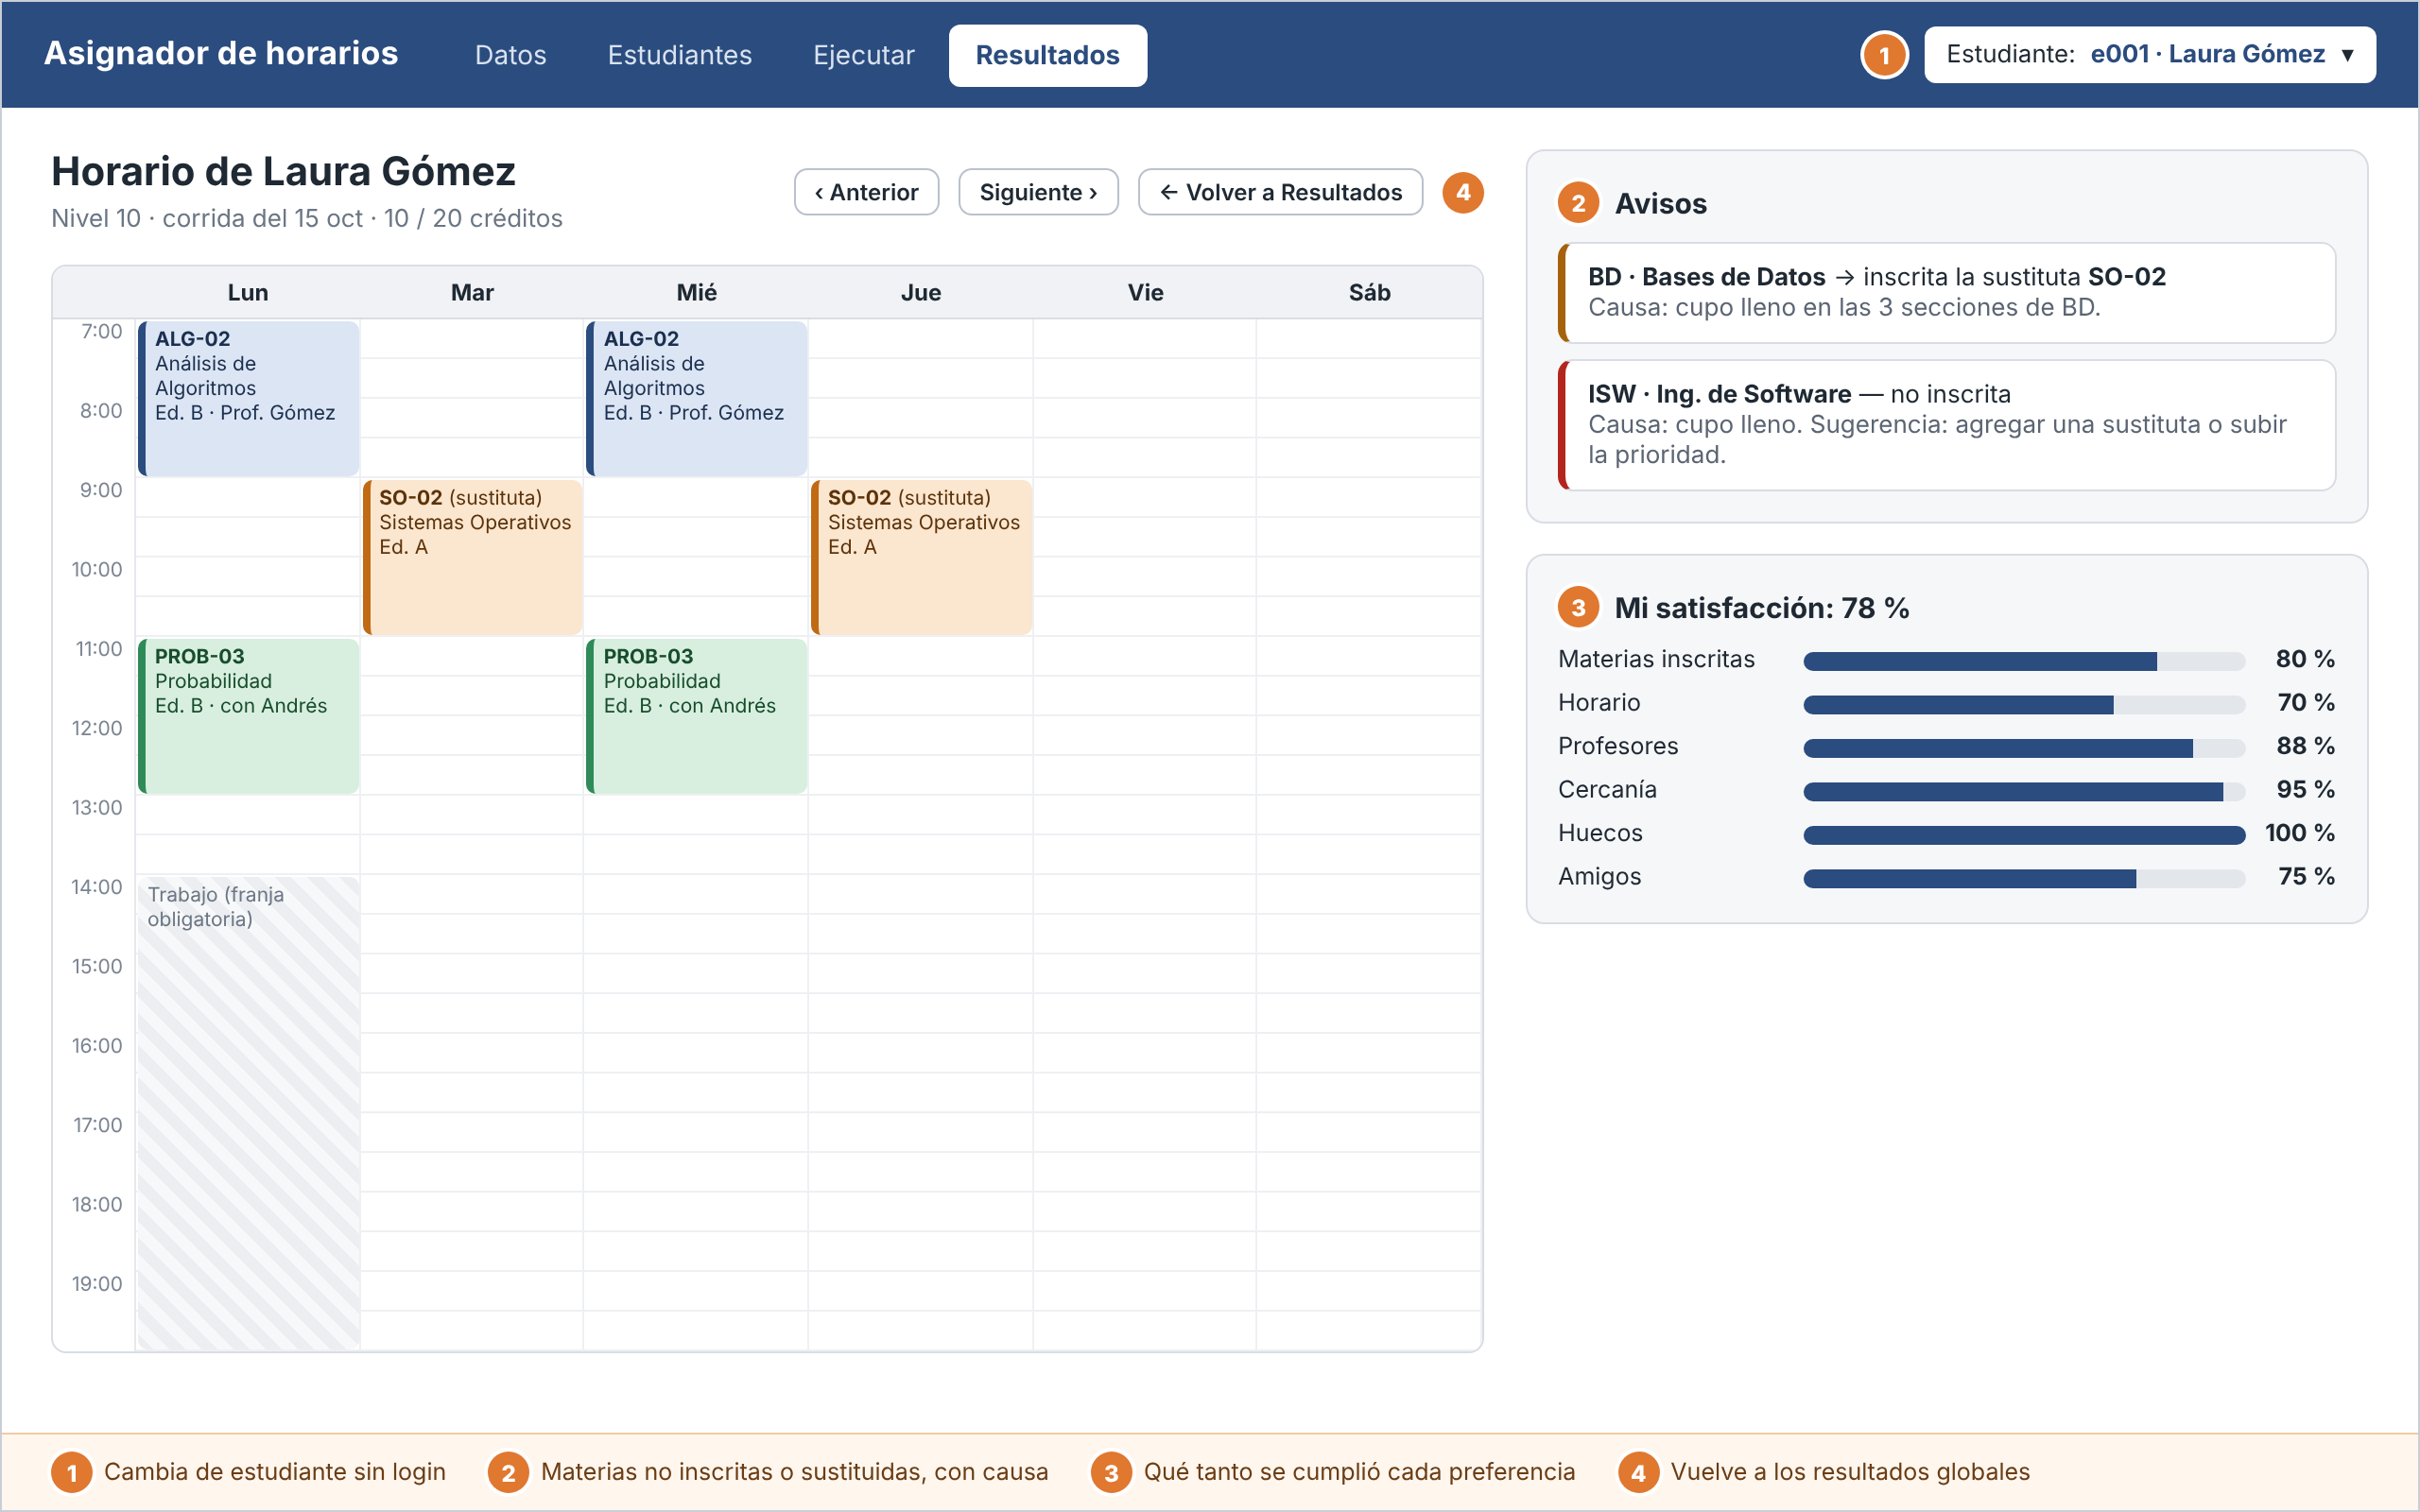 Asignador de horarios
Datos
Estudiantes
Ejecutar
Resultados
1
Estudiante: e001 · Laura Gómez ▼
Horario de Laura Gómez
Nivel 10 · corrida del 15 oct · 10 / 20 créditos
‹ Anterior
Siguiente ›
← Volver a Resultados
4
Lun
Mar
Mié
Jue
Vie
Sáb
7:00
8:00
9:00
10:00
11:00
12:00
13:00
14:00
15:00
16:00
17:00
18:00
19:00
ALG-02
Análisis de
Algoritmos
Ed. B · Prof. Gómez
PROB-03
Probabilidad
Ed. B · con Andrés
Trabajo (franja
obligatoria)
SO-02 (sustituta)
Sistemas Operativos
Ed. A
ALG-02
Análisis de
Algoritmos
Ed. B · Prof. Gómez
PROB-03
Probabilidad
Ed. B · con Andrés
SO-02 (sustituta)
Sistemas Operativos
Ed. A
2 Avisos
BD · Bases de Datos → inscrita la sustituta SO-02
Causa: cupo lleno en las 3 secciones de BD.
ISW · Ing. de Software — no inscrita
Causa: cupo lleno. Sugerencia: agregar una sustituta o subir
la prioridad.
3 Mi satisfacción: 78 %
Materias inscritas 80 %
Horario 70 %
Profesores 88 %
Cercanía 95 %
Huecos 100 %
Amigos 75 %
1 Cambia de estudiante sin login
2 Materias no inscritas o sustituidas, con causa
3 Qué tanto se cumplió cada preferencia
4 Vuelve a los resultados globales